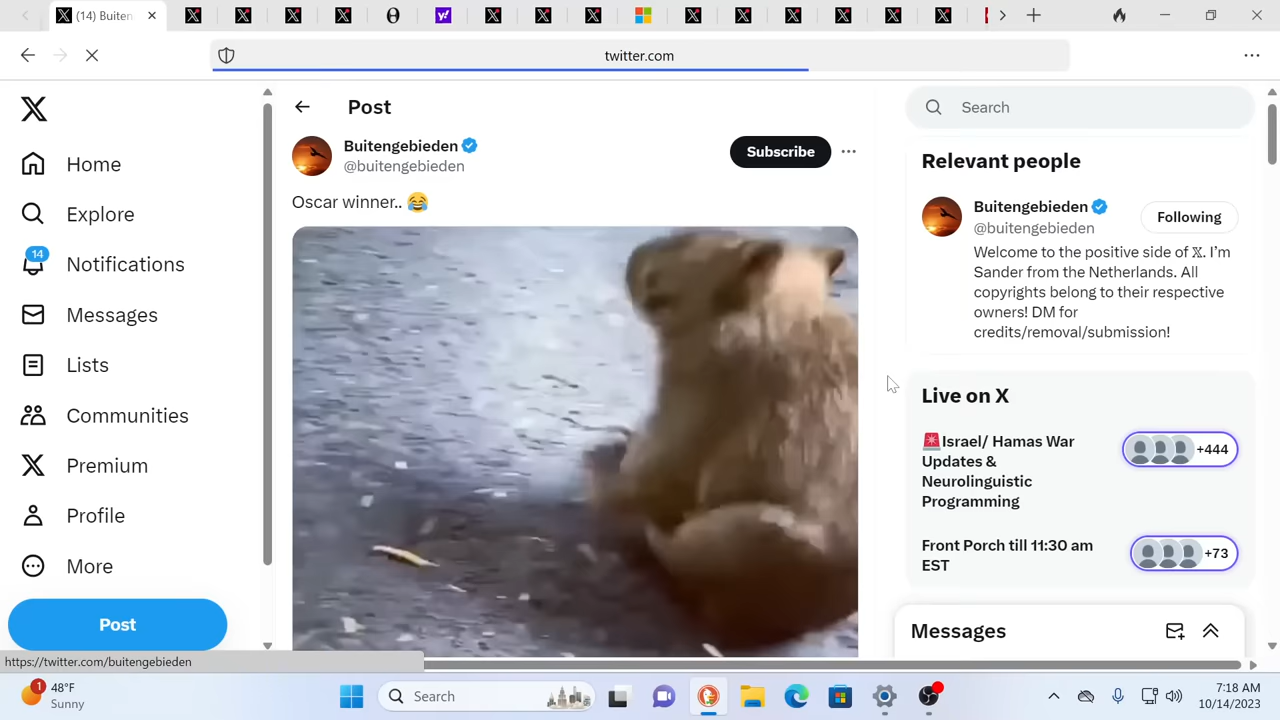 (14) Buiten
twitter.com
Post
Search
Buitengebieden
@buitengebieden
Subscribe
Oscar winner.. 😂
Home
Explore
14
Notifications
Messages
Lists
Communities
Premium
Profile
More
Post
Relevant people
Buitengebieden
@buitengebieden
Following
Welcome to the positive side of 𝕏. I'm
Sander from the Netherlands. All
copyrights belong to their respective
owners! DM for
credits/removal/submission!
Live on X
🚨Israel/ Hamas War
Updates &
Neurolinguistic
Programming
+444
Front Porch till 11:30 am
EST
+73
Messages
https://twitter.com/buitengebieden
1
48°F
Sunny
Search
7:18 AM
10/14/2023